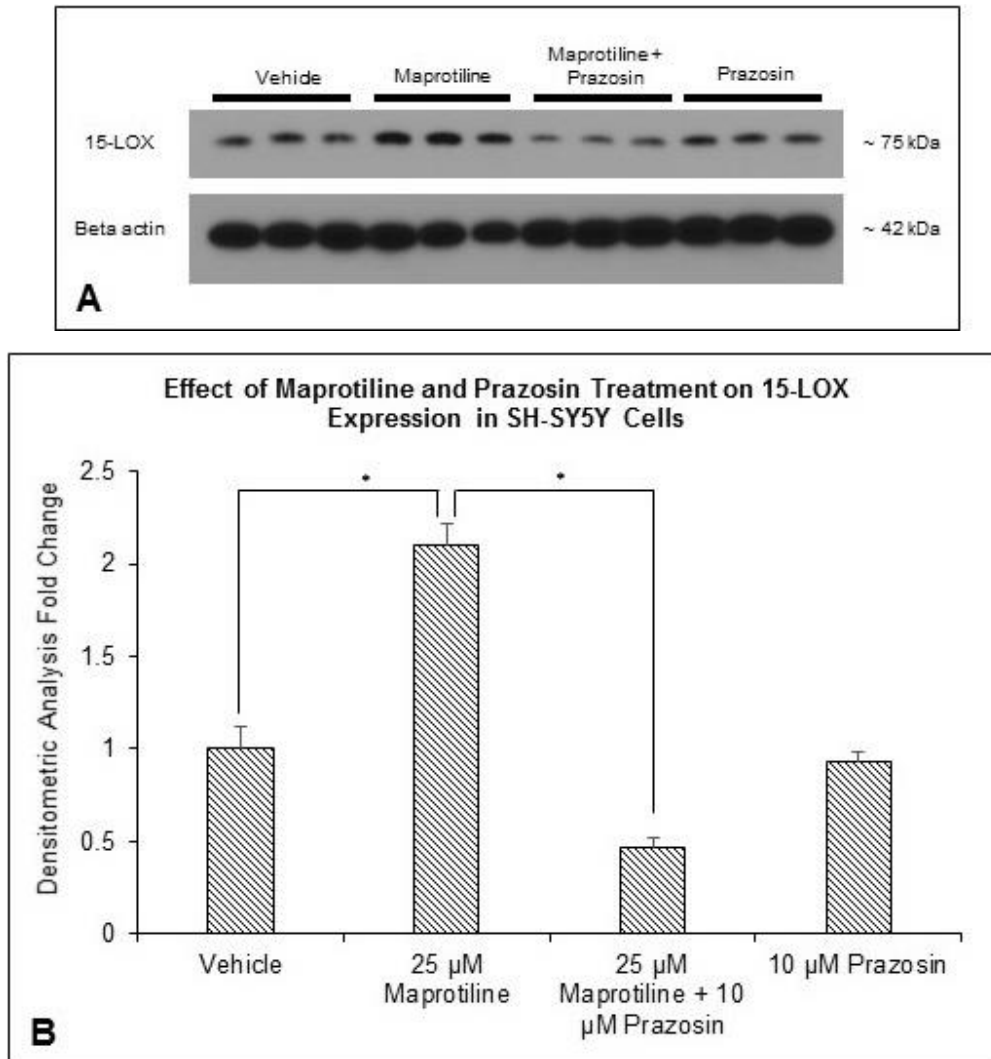 Vehide
Maprotiline
Maprotiline +
Prazosin
Prazosin
15-LOX
~ 75 kDa
Beta actin
~ 42 kDa
A
Effect of Maprotiline and Prazosin Treatment on 15-LOX
Expression in SH-SY5Y Cells
Densitometric Analysis Fold Change
2.5
2
1.5
1
0.5
0
*
*
Vehicle
25 µM
Maprotiline
25 µM
Maprotiline + 10
µM Prazosin
10 µM Prazosin
B